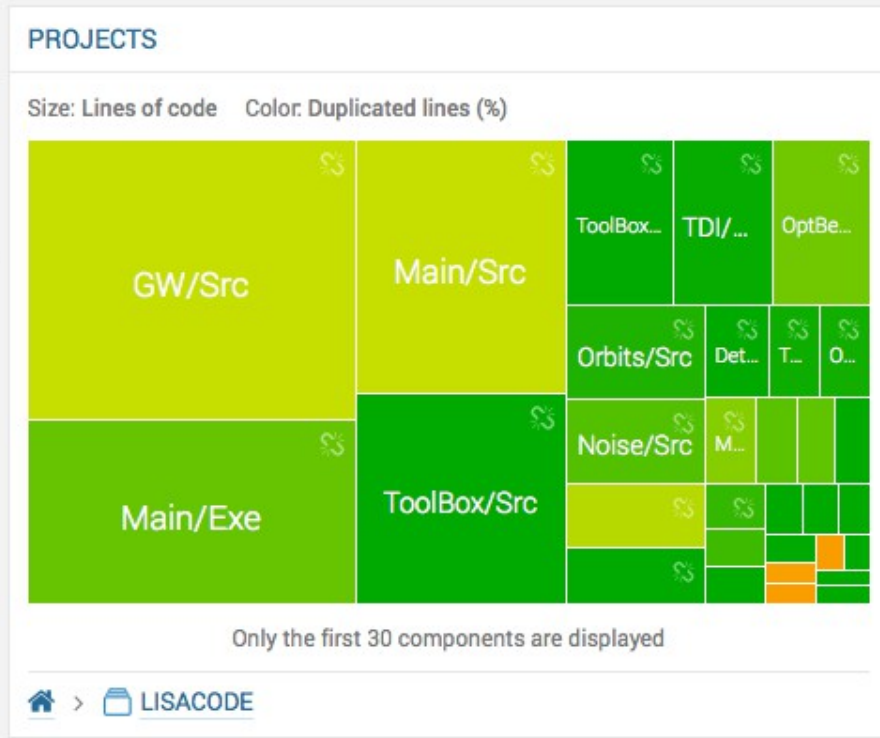 PROJECTS
Size: Lines of code Color: Duplicated lines (%)
GW/Src
Main/Src
ToolBox...
TDI/...
OptBe...
Orbits/Src
Det...
T...
O...
Noise/Src
M...
Main/Exe
ToolBox/Src
Only the first 30 components are displayed
> LISACODE